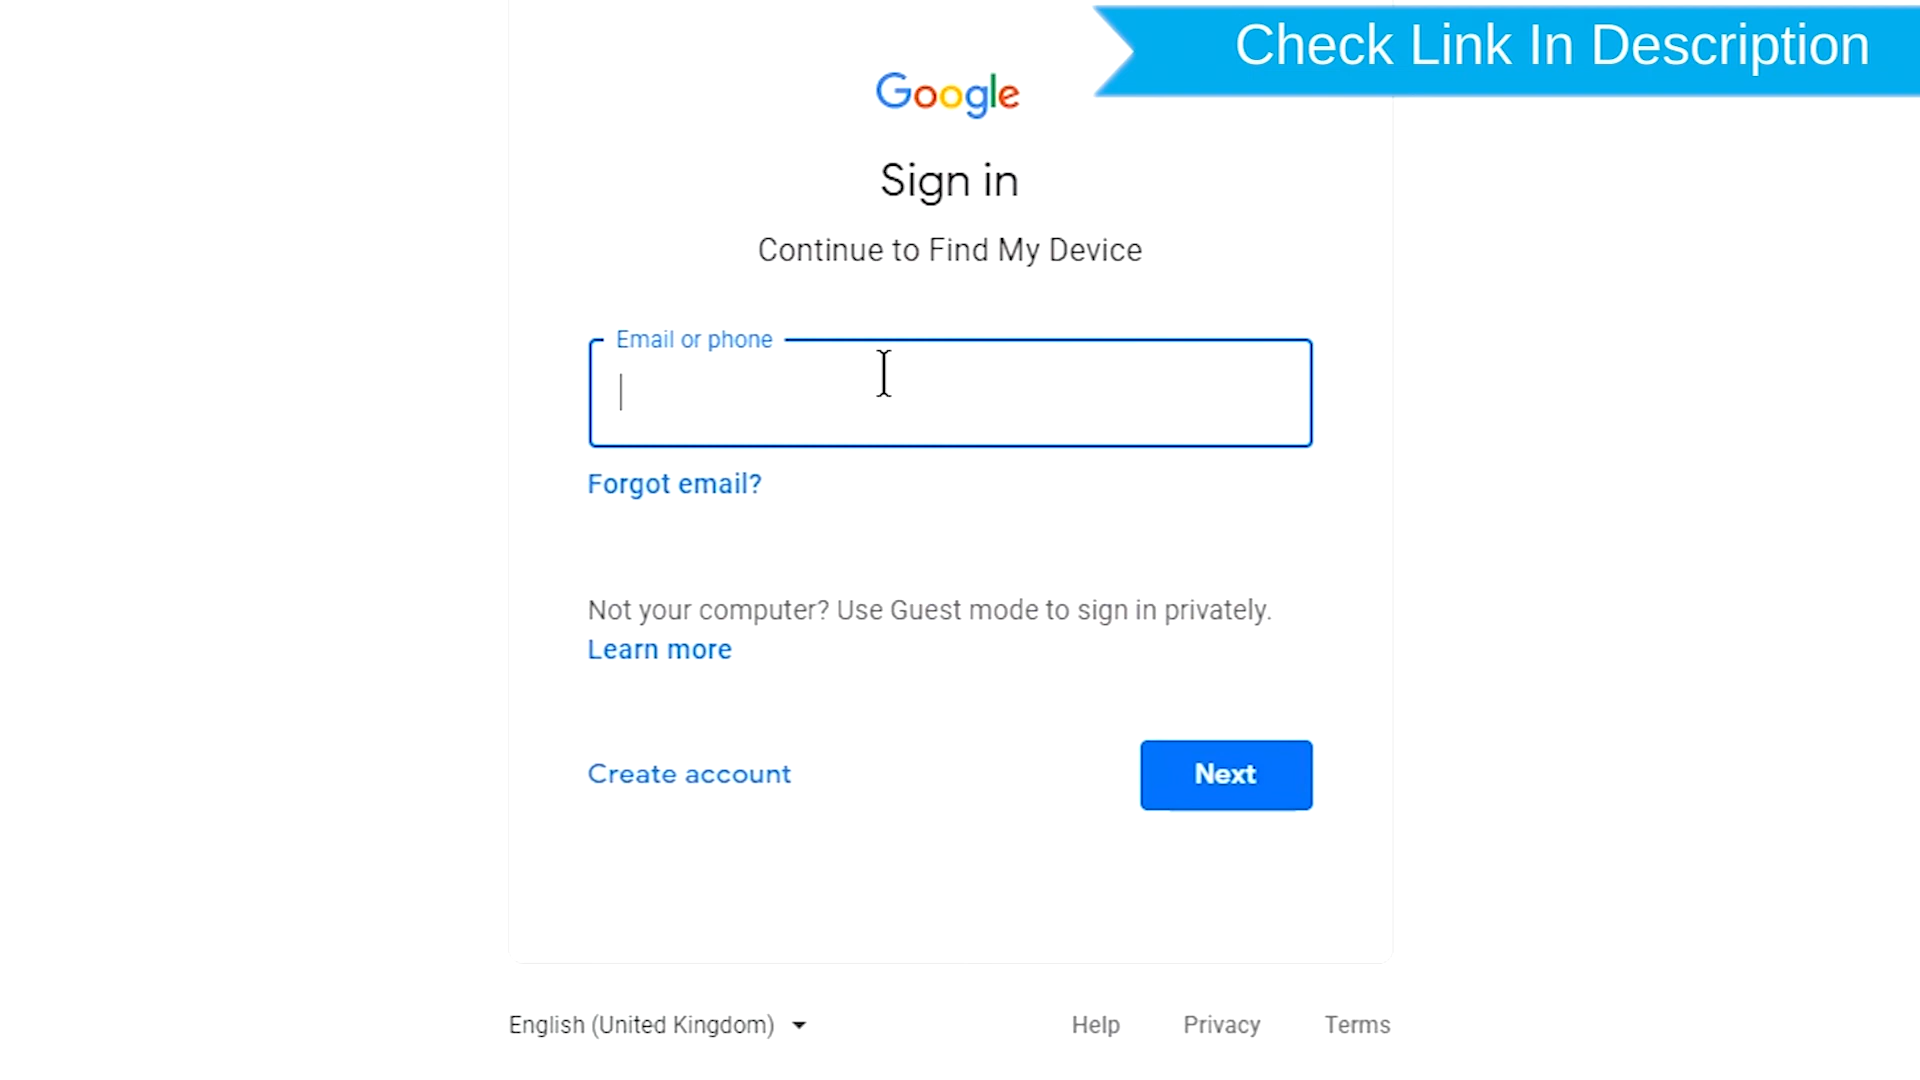 Check Link In Description
Google
Sign in
Continue to Find My Device
Email or phone
Forgot email?
Not your computer? Use Guest mode to sign in privately.
Learn more
Create account
Next
English (United Kingdom)
Help
Privacy
Terms